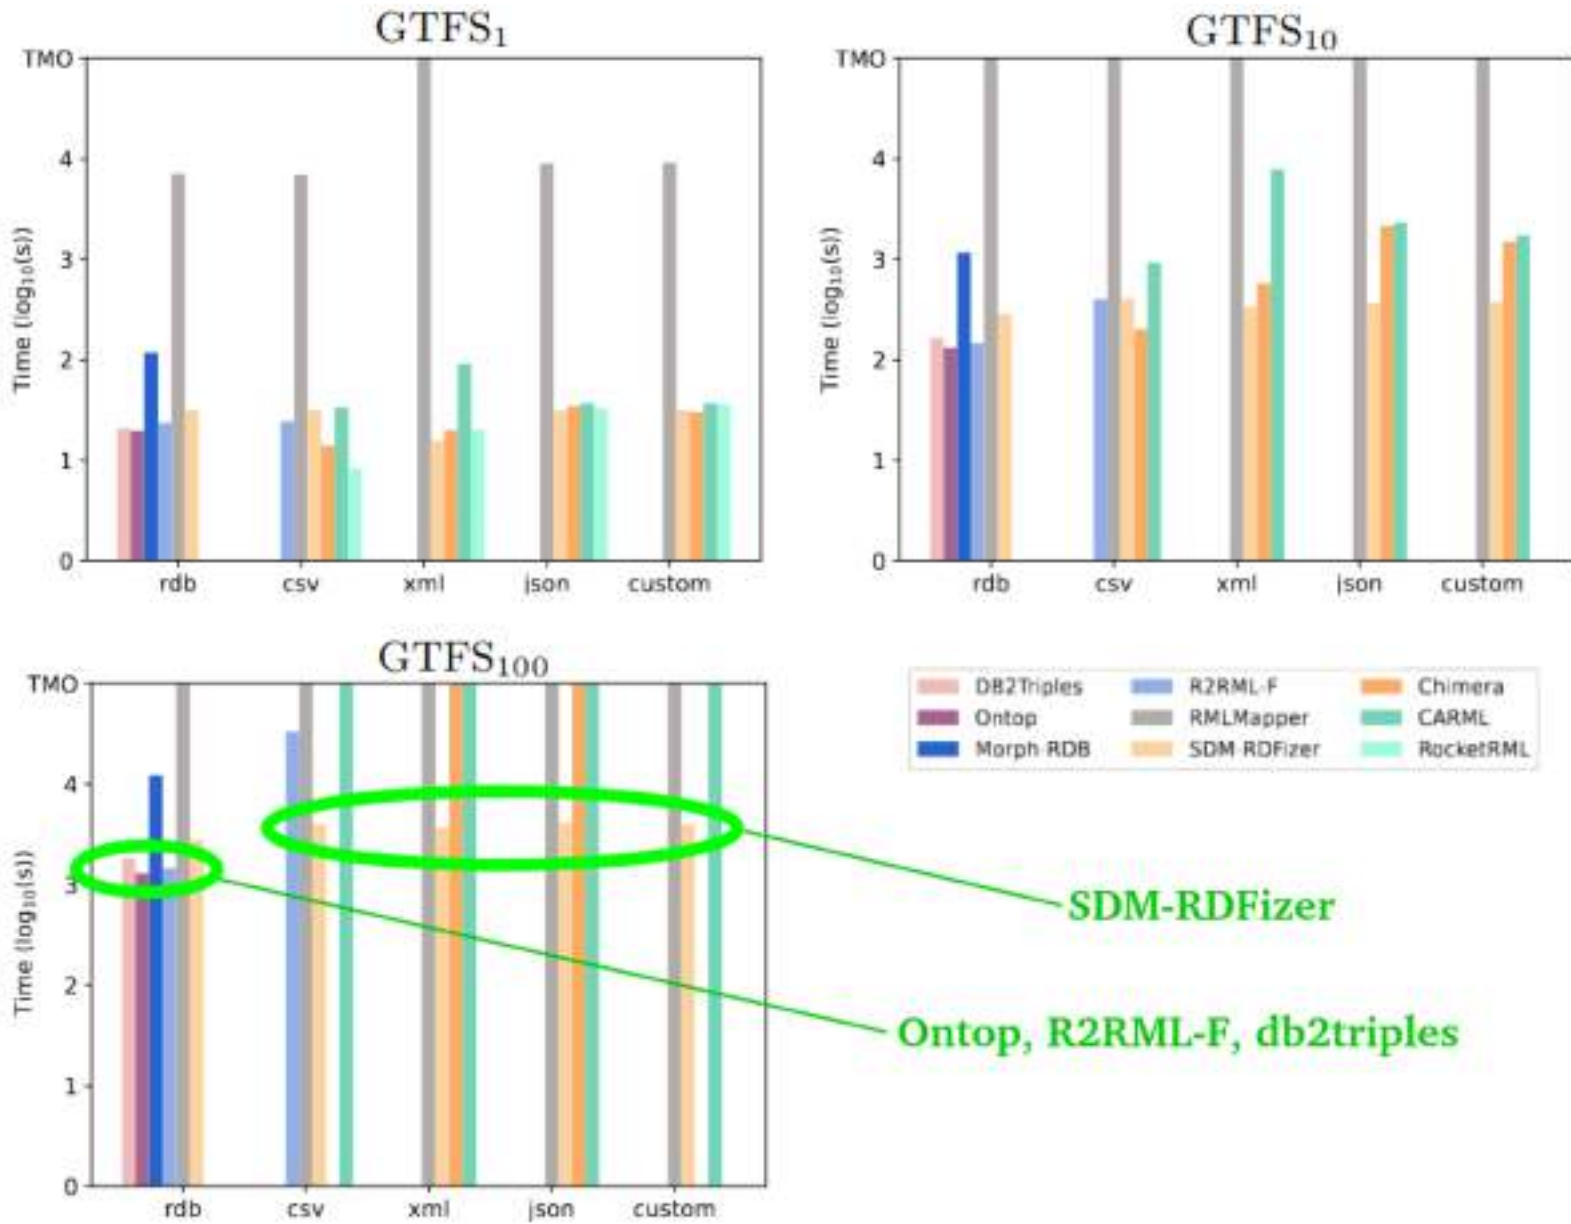 GTFS1
TMO
4
3
2
1
0
Time (log10(s))
rdb csv xml json custom
GTFS10
TMO
4
3
2
1
0
Time (log10(s))
rdb csv xml json custom
GTFS100
TMO
4
3
2
1
0
Time (log10(s))
rdb csv xml json custom
DB2Triples R2RML-F Chimera
Ontop RMLMapper CARML
Morph RDB SDM RDFizer RocketRML
SDM-RDFizer
Ontop, R2RML-F, db2triples